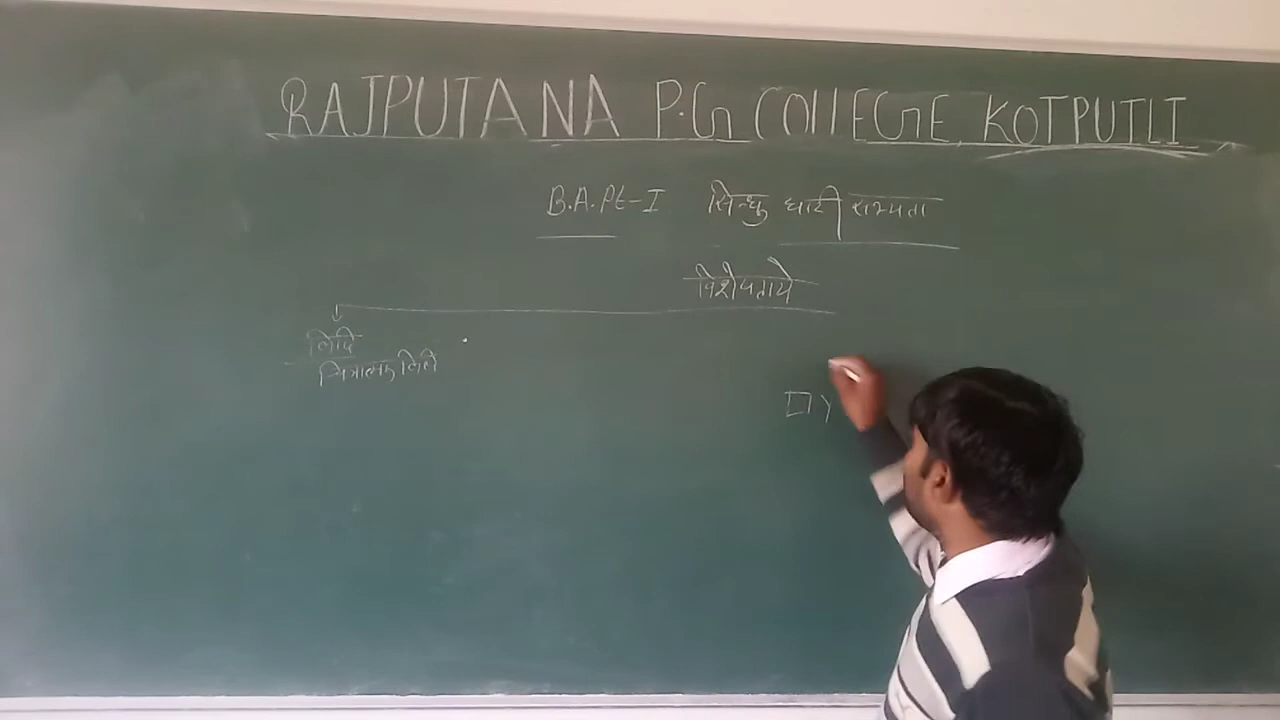 RAJPUTANA P.G COLLEGE, KOTPUTLI
B.A. Pt-I सिन्धु घाटी सभ्यता
विशेषतायें
लिपि
चित्रात्मक लिपि